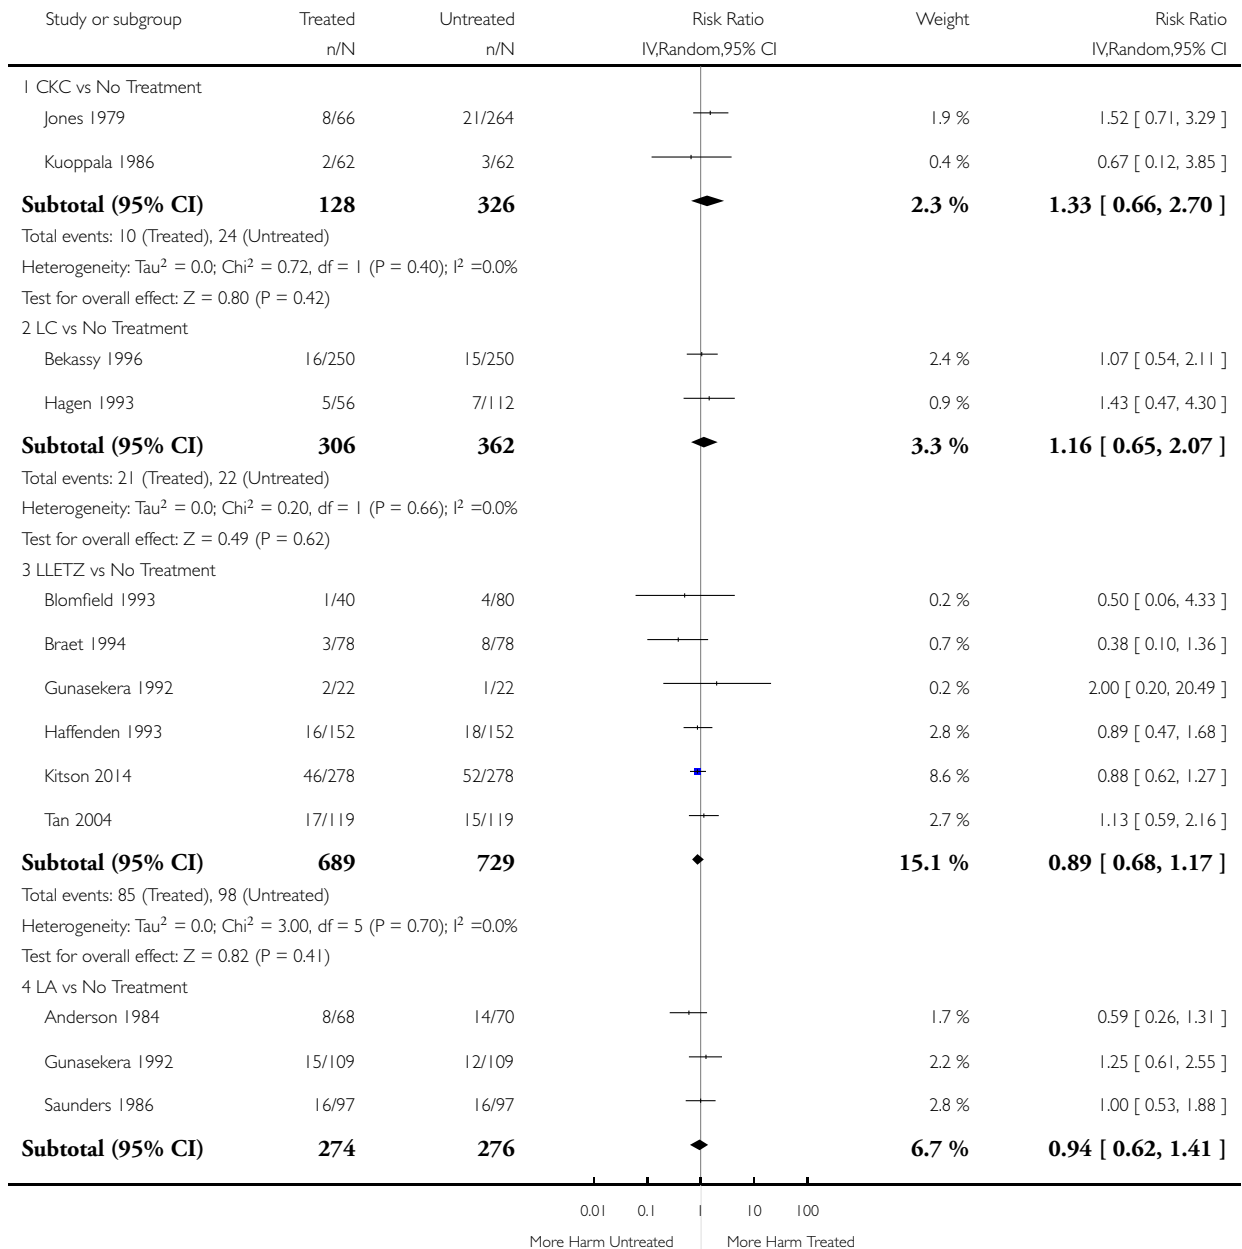 Study or subgroup Treated Untreated Risk Ratio Weight Risk Ratio
n/N n/N IV,Random,95% CI IV,Random,95% CI
1 CKC vs No Treatment
Jones 1979 8/66 21/264 1.9 % 1.52 [ 0.71, 3.29 ]
Kuoppala 1986 2/62 3/62 0.4 % 0.67 [ 0.12, 3.85 ]
Subtotal (95% CI) 128 326 2.3 % 1.33 [ 0.66, 2.70 ]
Total events: 10 (Treated), 24 (Untreated)
Heterogeneity: Tau² = 0.0; Chi² = 0.72, df = 1 (P = 0.40); I² =0.0%
Test for overall effect: Z = 0.80 (P = 0.42)
2 LC vs No Treatment
Bekassy 1996 16/250 15/250 2.4 % 1.07 [ 0.54, 2.11 ]
Hagen 1993 5/56 7/112 0.9 % 1.43 [ 0.47, 4.30 ]
Subtotal (95% CI) 306 362 3.3 % 1.16 [ 0.65, 2.07 ]
Total events: 21 (Treated), 22 (Untreated)
Heterogeneity: Tau² = 0.0; Chi² = 0.20, df = 1 (P = 0.66); I² =0.0%
Test for overall effect: Z = 0.49 (P = 0.62)
3 LLETZ vs No Treatment
Blomfield 1993 1/40 4/80 0.2 % 0.50 [ 0.06, 4.33 ]
Braet 1994 3/78 8/78 0.7 % 0.38 [ 0.10, 1.36 ]
Gunasekera 1992 2/22 1/22 0.2 % 2.00 [ 0.20, 20.49 ]
Haffenden 1993 16/152 18/152 2.8 % 0.89 [ 0.47, 1.68 ]
Kitson 2014 46/278 52/278 8.6 % 0.88 [ 0.62, 1.27 ]
Tan 2004 17/119 15/119 2.7 % 1.13 [ 0.59, 2.16 ]
Subtotal (95% CI) 689 729 15.1 % 0.89 [ 0.68, 1.17 ]
Total events: 85 (Treated), 98 (Untreated)
Heterogeneity: Tau² = 0.0; Chi² = 3.00, df = 5 (P = 0.70); I² =0.0%
Test for overall effect: Z = 0.82 (P = 0.41)
4 LA vs No Treatment
Anderson 1984 8/68 14/70 1.7 % 0.59 [ 0.26, 1.31 ]
Gunasekera 1992 15/109 12/109 2.2 % 1.25 [ 0.61, 2.55 ]
Saunders 1986 16/97 16/97 2.8 % 1.00 [ 0.53, 1.88 ]
Subtotal (95% CI) 274 276 6.7 % 0.94 [ 0.62, 1.41 ]
0.01 0.1 1 10 100
More Harm Untreated More Harm Treated